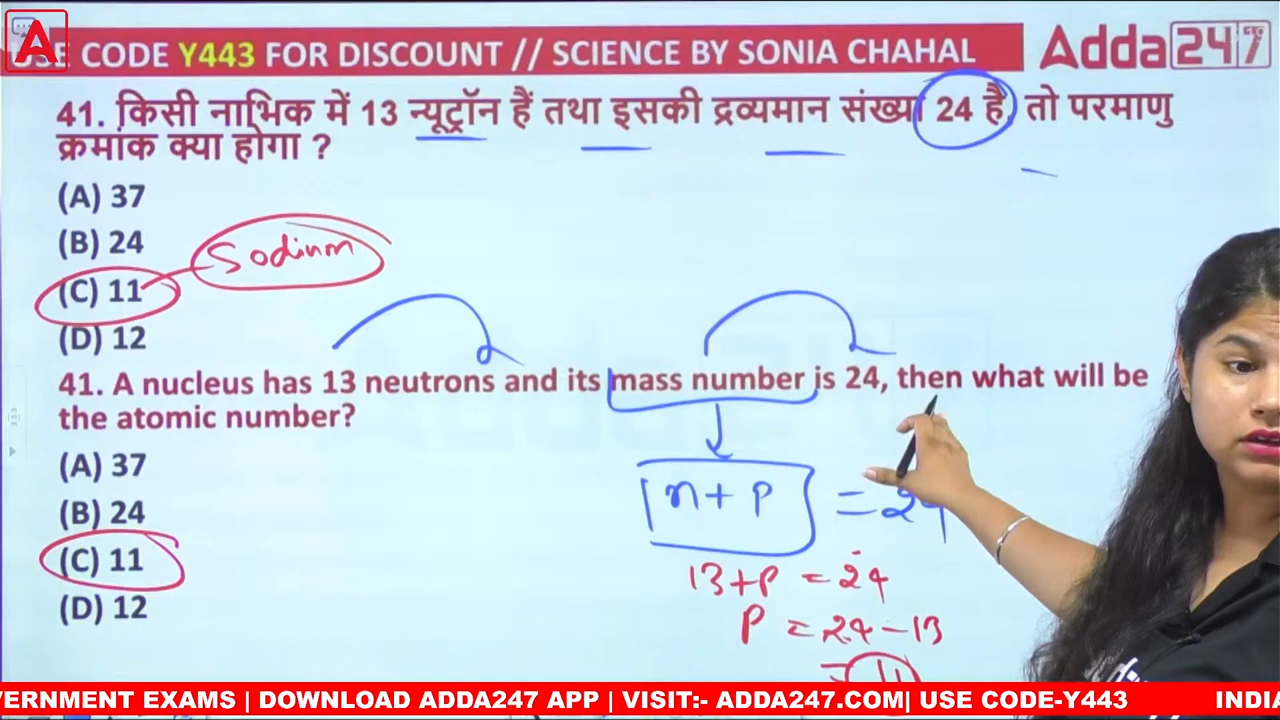 USE CODE Y443 FOR DISCOUNT // SCIENCE BY SONIA CHAHAL
Adda247
41. किसी नाभिक में 13 न्यूट्रॉन हैं तथा इसकी द्रव्यमान संख्या 24 है, तो परमाणु
क्रमांक क्या होगा ?
(A) 37
(B) 24
Sodium
(C) 11
(D) 12
41. A nucleus has 13 neutrons and its mass number is 24, then what will be
the atomic number?
(A) 37
(B) 24
(C) 11
(D) 12
n + p = 24
13 + p = 24
p = 24 - 13
= 11
VERNMENT EXAMS | DOWNLOAD ADDA247 APP | VISIT:- ADDA247.COM| USE CODE-Y443 INDIA